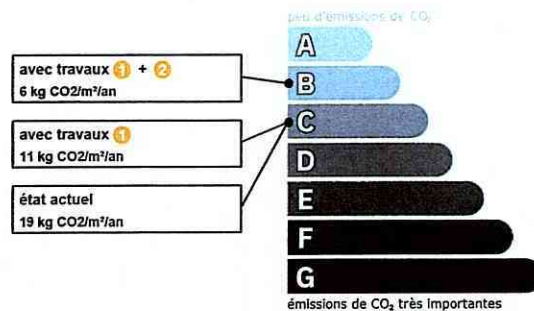 peu d'émissions de CO₂
A
avec travaux 1 + 2
6 kg CO2/m²/an
B
avec travaux 1
11 kg CO2/m²/an
C
état actuel
19 kg CO2/m²/an
D
E
F
G
émissions de CO₂ très importantes